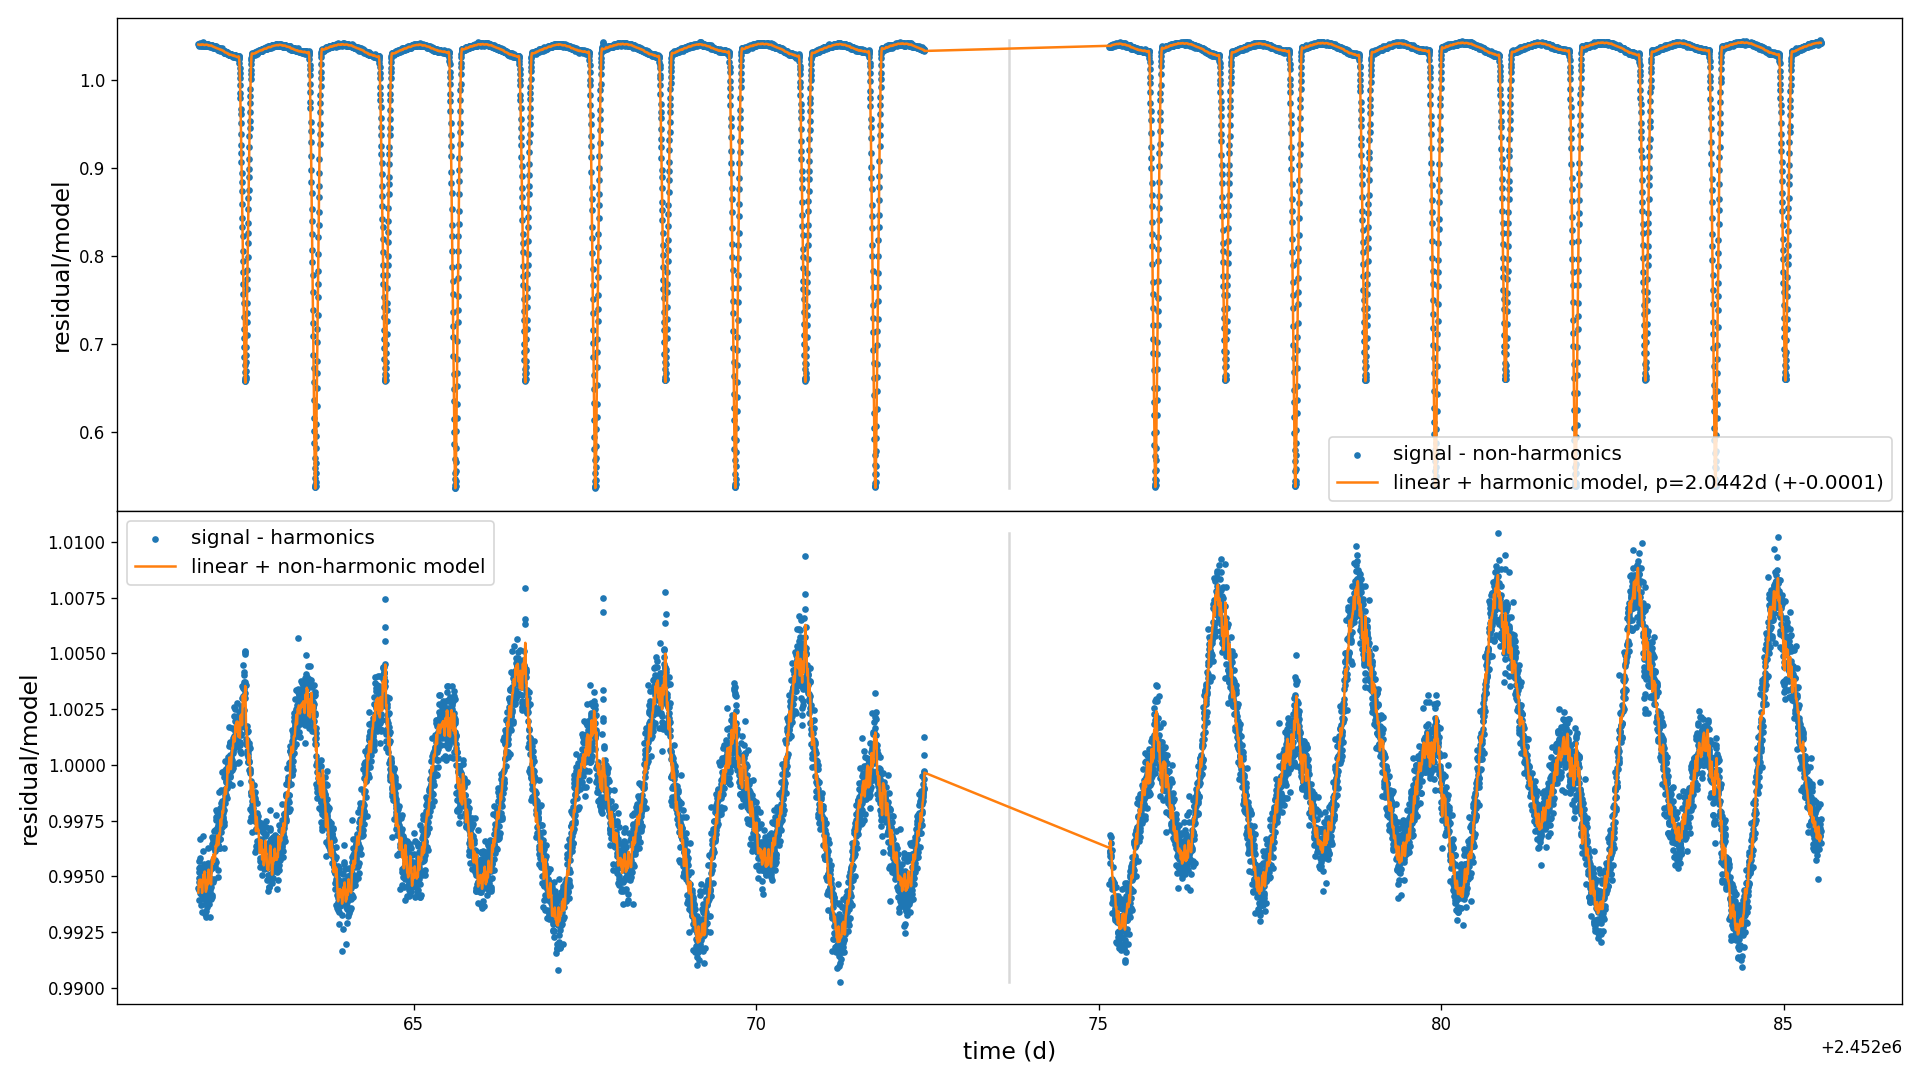 1.0
0.9
0.8
0.7
0.6
residual/model
signal - non-harmonics
linear + harmonic model, p=2.0442d (+-0.0001)
signal - harmonics
linear + non-harmonic model
1.0100
1.0075
1.0050
1.0025
1.0000
0.9975
0.9950
0.9925
0.9900
residual/model
65 70 75 80 85
time (d)
+2.452e6